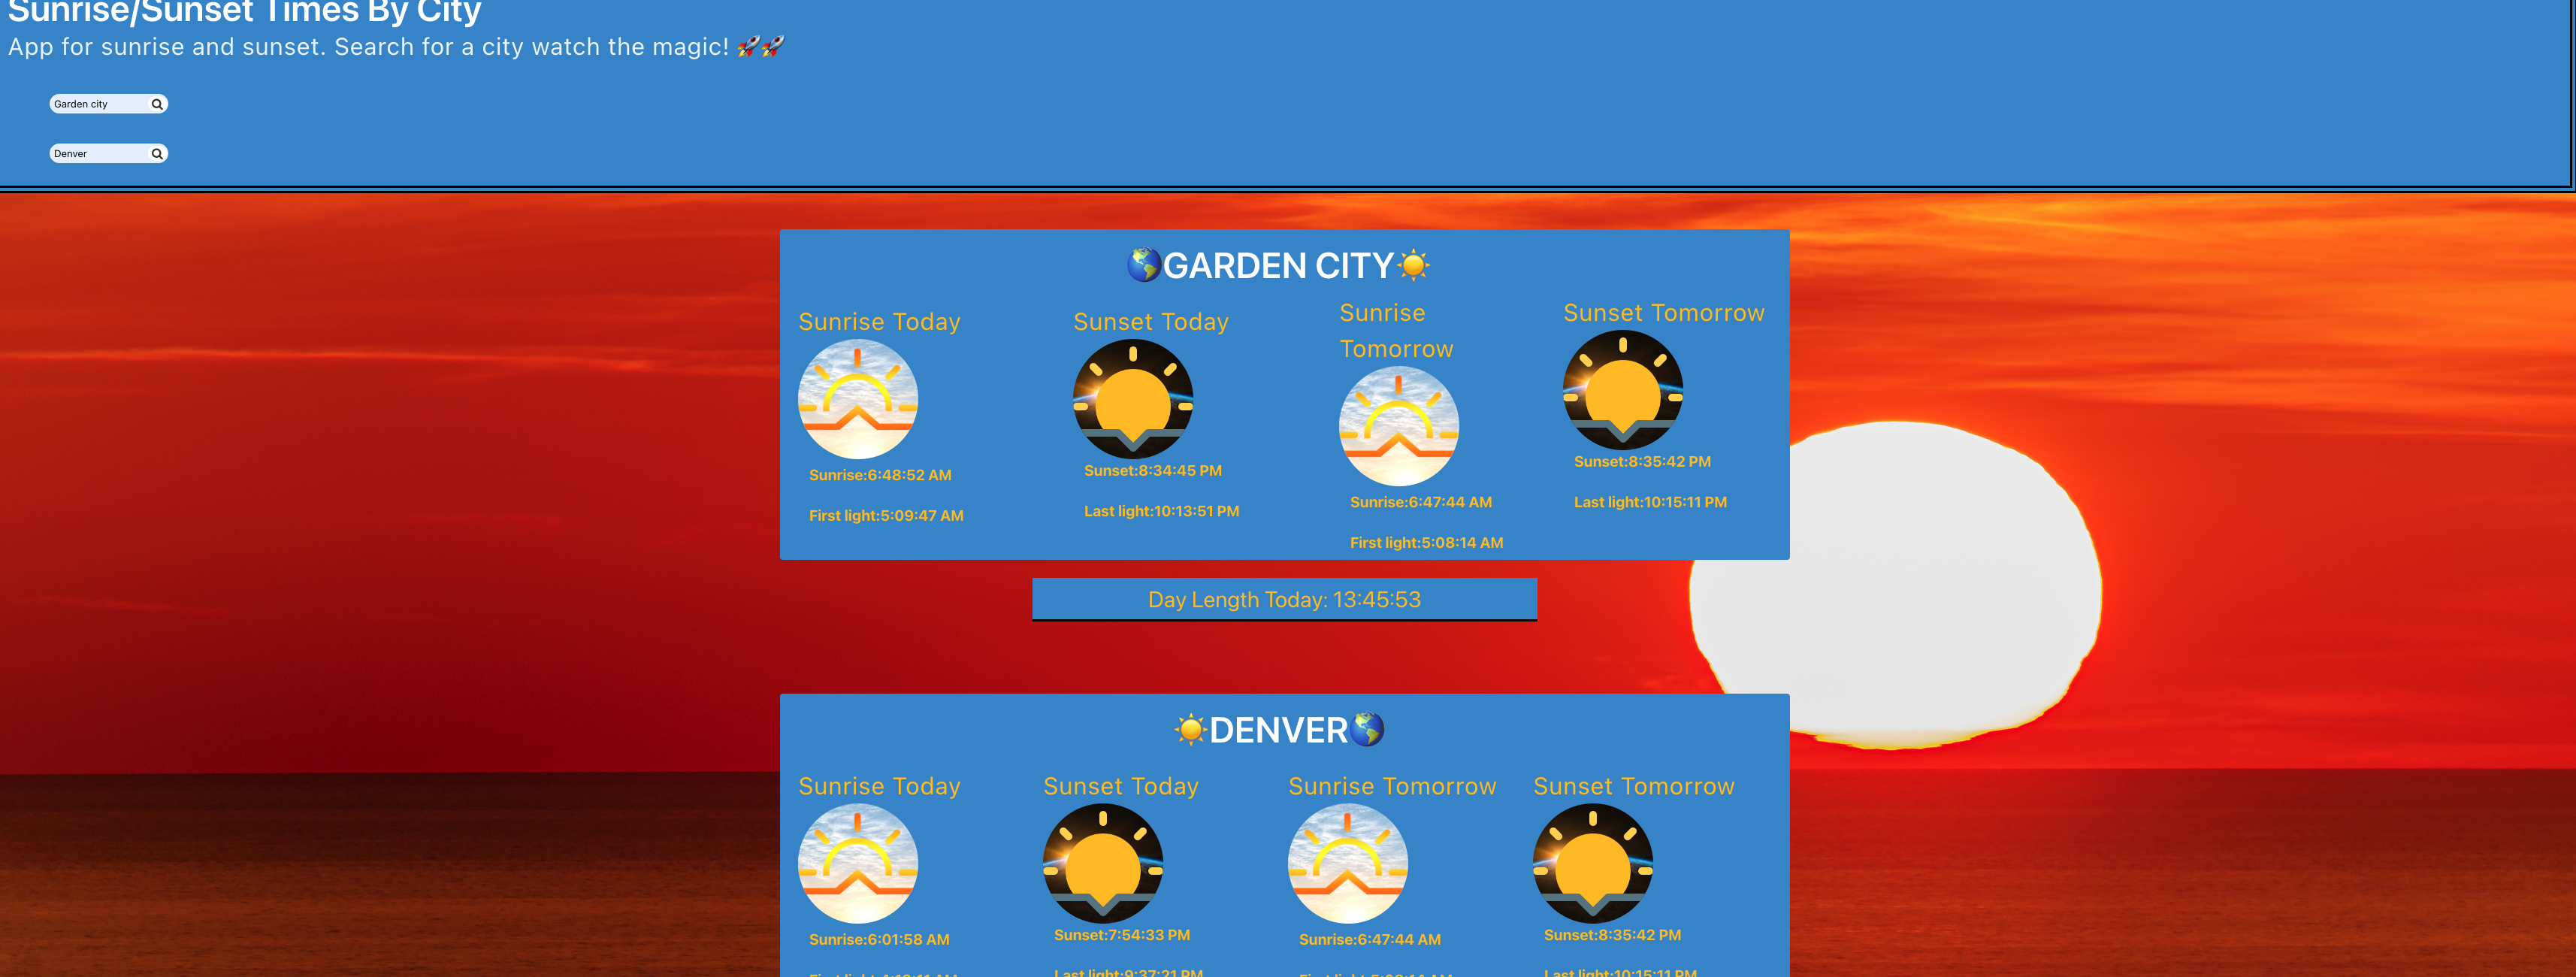 Sunrise/Sunset Times By City
App for sunrise and sunset. Search for a city watch the magic! 🚀🚀
Garden city
Denver
🌎GARDEN CITY☀️
Sunrise Today
Sunrise:6:48:52 AM
First light:5:09:47 AM
Sunset Today
Sunset:8:34:45 PM
Last light:10:13:51 PM
Sunrise
Tomorrow
Sunrise:6:47:44 AM
First light:5:08:14 AM
Sunset Tomorrow
Sunset:8:35:42 PM
Last light:10:15:11 PM
Day Length Today: 13:45:53
☀️DENVER🌎
Sunrise Today
Sunrise:6:01:58 AM
Sunset Today
Sunset:7:54:33 PM
Last light:9:37:21 PM
Sunrise Tomorrow
Sunrise:6:47:44 AM
Sunset Tomorrow
Sunset:8:35:42 PM
Last light:10:15:11 PM